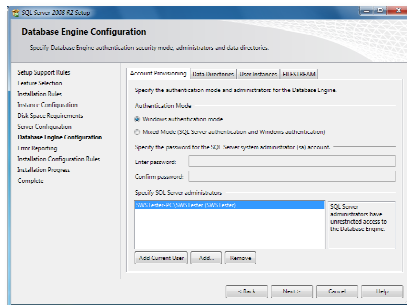 SQL Server 2008 R2 Setup
Database Engine Configuration
Specify Database Engine authentication security mode, administrators and data directories.
Setup Support Rules
Feature Selection
Installation Rules
Instance Configuration
Disk Space Requirements
Server Configuration
Database Engine Configuration
Error Reporting
Installation Configuration Rules
Installation Progress
Complete
Account Provisioning Data Directories User Instances FILESTREAM
Specify the authentication mode and administrators for the Database Engine.
Authentication Mode
Windows authentication mode
Mixed Mode (SQL Server authentication and Windows authentication)
Specify the password for the SQL Server system administrator (sa) account.
Enter password:
Confirm password:
Specify SQL Server administrators
SWSTester-PC\SWSTester (SWSTester)
SQL Server
administrators have
unrestricted access to
the Database Engine.
Add Current User Add... Remove
< Back Next > Cancel Help